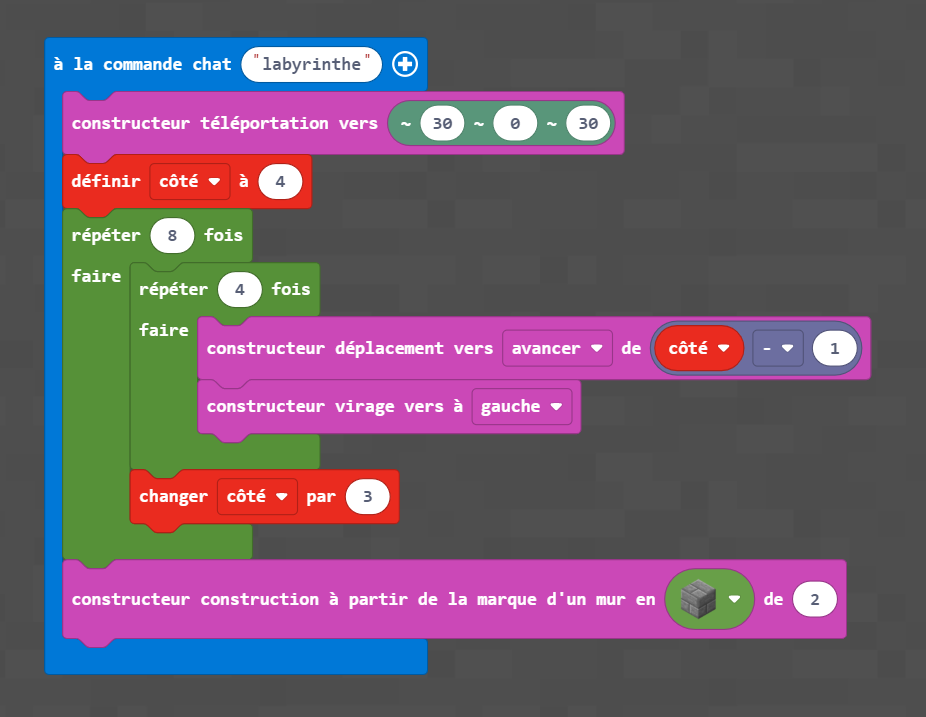 à la commande chat "labyrinthe"
constructeur téléportation vers ~ 30 ~ 0 ~ 30
définir côté à 4
répéter 8 fois
faire
répéter 4 fois
faire
constructeur déplacement vers avancer de côté - 1
constructeur virage vers à gauche
changer côté par 3
constructeur construction à partir de la marque d'un mur en de 2